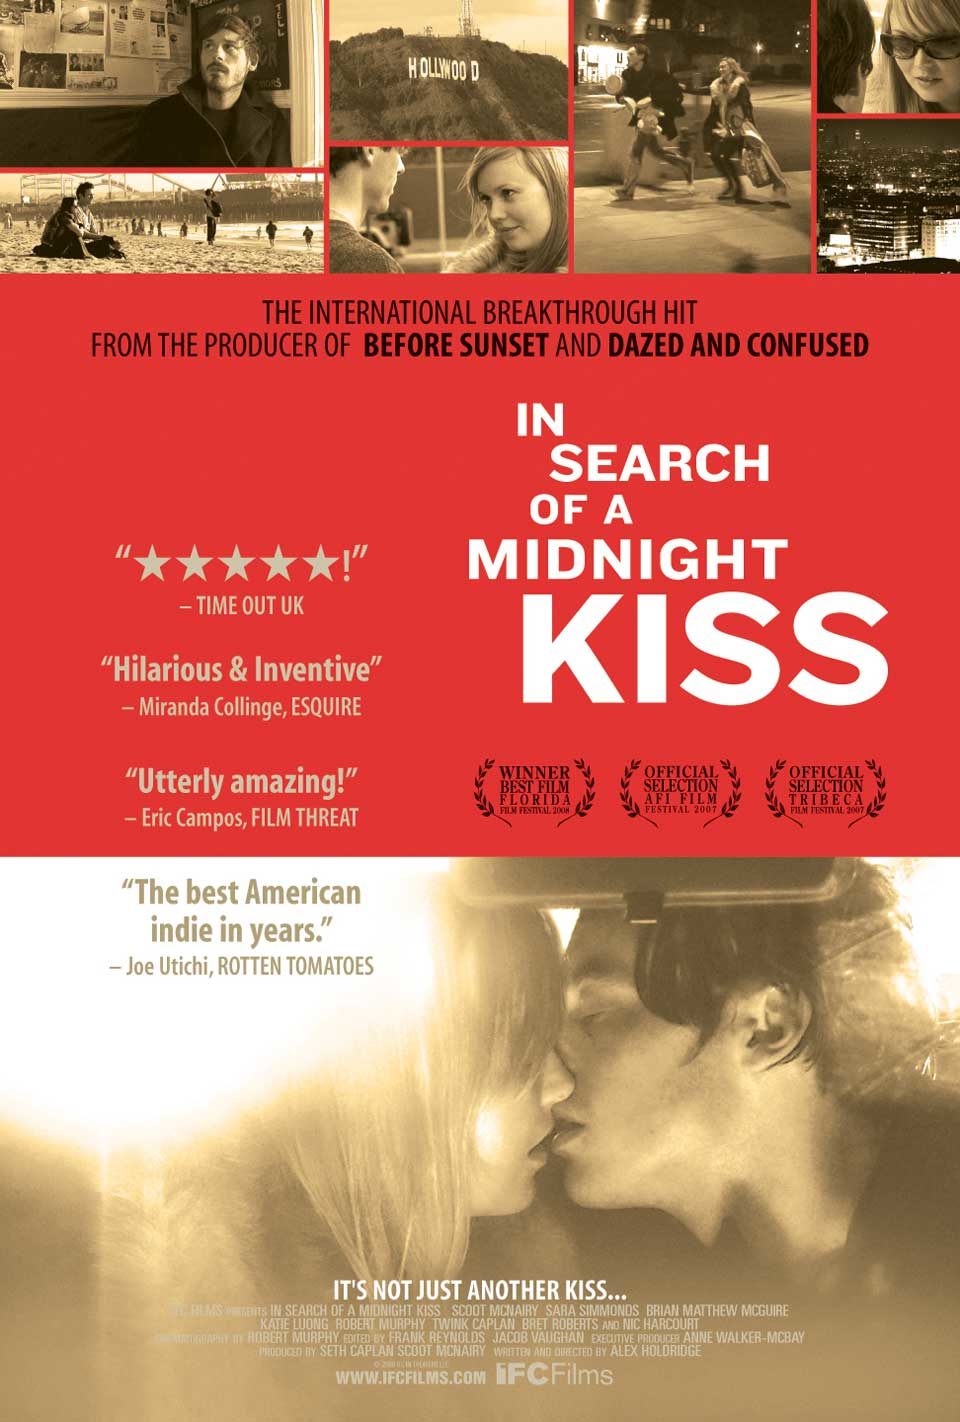 HOLLYWOOD
THE INTERNATIONAL BREAKTHROUGH HIT
FROM THE PRODUCER OF BEFORE SUNSET AND DAZED AND CONFUSED
IN
SEARCH
OF A
MIDNIGHT
KISS
“★★★★★!”
– TIME OUT UK
“Hilarious & Inventive”
– Miranda Collinge, ESQUIRE
“Utterly amazing!”
– Eric Campos, FILM THREAT
WINNER
BEST FILM
FLORIDA
FILM FESTIVAL 2008
OFFICIAL
SELECTION
AFI FILM
FESTIVAL 2007
OFFICIAL
SELECTION
TRIBECA
FILM FESTIVAL 2007
“The best American
indie in years.”
– Joe Utichi, ROTTEN TOMATOES
IT'S NOT JUST ANOTHER KISS...
IFC FILMS PRESENTS IN SEARCH OF A MIDNIGHT KISS SCOOT MCNAIRY SARA SIMMONDS BRIAN MATTHEW MCGUIRE
KATIE LUONG ROBERT MURPHY TWINK CAPLAN BRET ROBERTS AND NIC HARCOURT
CINEMATOGRAPHY BY ROBERT MURPHY EDITED BY FRANK REYNOLDS JACOB VAUGHAN EXECUTIVE PRODUCER ANNE WALKER-MCBAY
PRODUCED BY SETH CAPLAN SCOOT MCNAIRY WRITTEN AND DIRECTED BY ALEX HOLDRIDGE
WWW.IFCFILMS.COM IFC Films